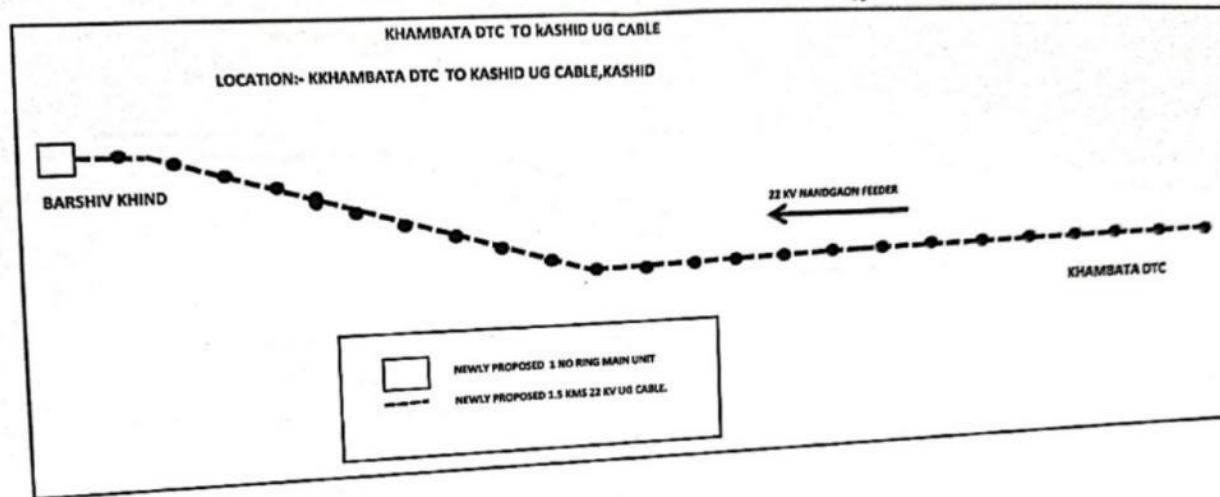 KHAMBATA DTC TO kASHID UG CABLE
LOCATION:- KKHAMBATA DTC TO KASHID UG CABLE,KASHID
BARSHIV KHIND
22 KV NANDGAON FEEDER
KHAMBATA DTC
NEWLY PROPOSED 1 NO RING MAIN UNIT
NEWLY PROPOSED 1.5 KMS 22 KV UG CABLE.